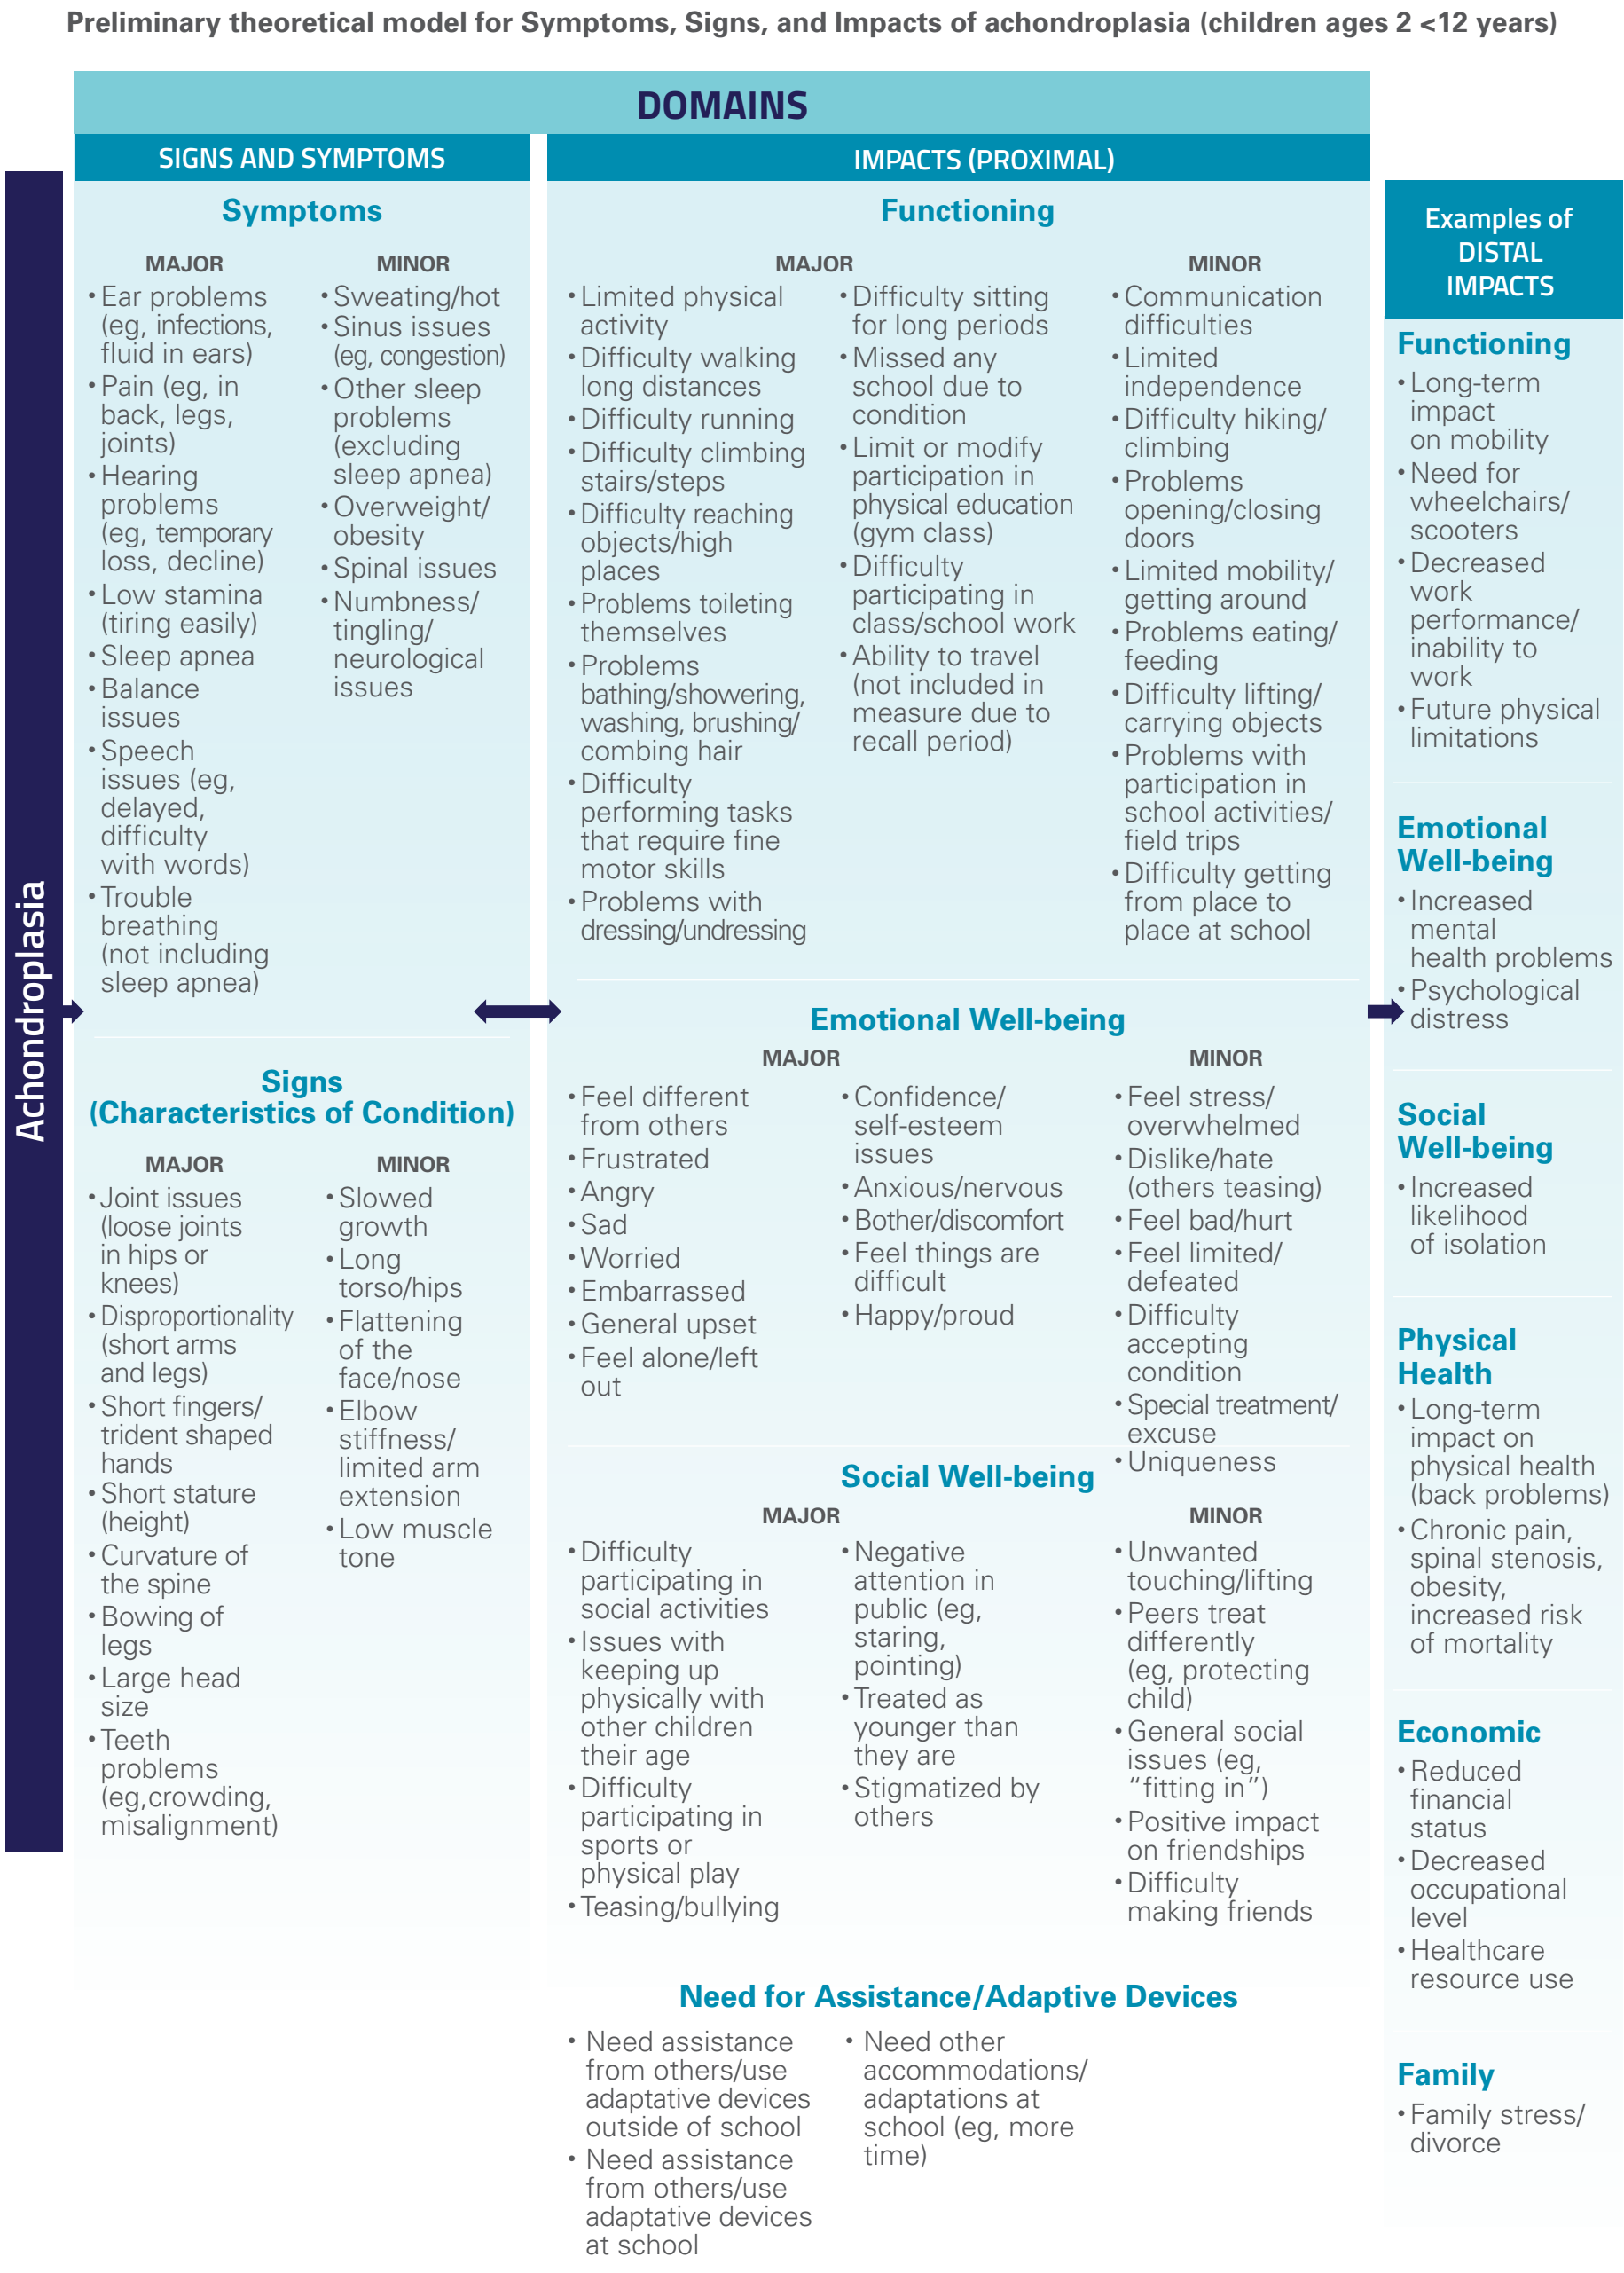 Preliminary theoretical model for Symptoms, Signs, and Impacts of achondroplasia (children ages 2 <12 years)
DOMAINS
Achondroplasia
SIGNS AND SYMPTOMS
Symptoms
MAJOR
• Ear problems
(eg, infections,
fluid in ears)
• Pain (eg, in
back, legs,
joints)
• Hearing
problems
(eg, temporary
loss, decline)
• Low stamina
(tiring easily)
• Sleep apnea
• Balance
issues
• Speech
issues (eg,
delayed,
difficulty
with words)
• Trouble
breathing
(not including
sleep apnea)
MINOR
• Sweating/hot
• Sinus issues
(eg, congestion)
• Other sleep
problems
(excluding
sleep apnea)
• Overweight/
obesity
• Spinal issues
• Numbness/
tingling/
neurological
issues
Signs
(Characteristics of Condition)
MAJOR
• Joint issues
(loose joints
in hips or
knees)
• Disproportionality
(short arms
and legs)
• Short fingers/
trident shaped
hands
• Short stature
(height)
• Curvature of
the spine
• Bowing of
legs
• Large head
size
• Teeth
problems
(eg,crowding,
misalignment)
MINOR
• Slowed
growth
• Long
torso/hips
• Flattening
of the
face/nose
• Elbow
stiffness/
limited arm
extension
• Low muscle
tone
IMPACTS (PROXIMAL)
Functioning
MAJOR
• Limited physical
activity
• Difficulty walking
long distances
• Difficulty running
• Difficulty climbing
stairs/steps
• Difficulty reaching
objects/high
places
• Problems toileting
themselves
• Problems
bathing/showering,
washing, brushing/
combing hair
• Difficulty
performing tasks
that require fine
motor skills
• Problems with
dressing/undressing
• Difficulty sitting
for long periods
• Missed any
school due to
condition
• Limit or modify
participation in
physical education
(gym class)
• Difficulty
participating in
class/school work
• Ability to travel
(not included in
measure due to
recall period)
MINOR
• Communication
difficulties
• Limited
independence
• Difficulty hiking/
climbing
• Problems
opening/closing
doors
• Limited mobility/
getting around
• Problems eating/
feeding
• Difficulty lifting/
carrying objects
• Problems with
participation in
school activities/
field trips
• Difficulty getting
from place to
place at school
Emotional Well-being
MAJOR
• Feel different
from others
• Frustrated
• Angry
• Sad
• Worried
• Embarrassed
• General upset
• Feel alone/left
out
• Confidence/
self-esteem
issues
• Anxious/nervous
• Bother/discomfort
• Feel things are
difficult
• Happy/proud
MINOR
• Feel stress/
overwhelmed
• Dislike/hate
(others teasing)
• Feel bad/hurt
• Feel limited/
defeated
• Difficulty
accepting
condition
• Special treatment/
excuse
• Uniqueness
Social Well-being
MAJOR
• Difficulty
participating in
social activities
• Issues with
keeping up
physically with
other children
their age
• Difficulty
participating in
sports or
physical play
• Teasing/bullying
• Negative
attention in
public (eg,
staring,
pointing)
• Treated as
younger than
they are
• Stigmatized by
others
MINOR
• Unwanted
touching/lifting
• Peers treat
differently
(eg, protecting
child)
• General social
issues (eg,
“fitting in”)
• Positive impact
on friendships
• Difficulty
making friends
Need for Assistance/Adaptive Devices
• Need assistance
from others/use
adaptative devices
outside of school
• Need assistance
from others/use
adaptative devices
at school
• Need other
accommodations/
adaptations at
school (eg, more
time)
Examples of
DISTAL
IMPACTS
Functioning
• Long-term
impact
on mobility
• Need for
wheelchairs/
scooters
• Decreased
work
performance/
inability to
work
• Future physical
limitations
Emotional
Well-being
• Increased
mental
health problems
• Psychological
distress
Social
Well-being
• Increased
likelihood
of isolation
Physical
Health
• Long-term
impact on
physical health
(back problems)
• Chronic pain,
spinal stenosis,
obesity,
increased risk
of mortality
Economic
• Reduced
financial
status
• Decreased
occupational
level
• Healthcare
resource use
Family
• Family stress/
divorce